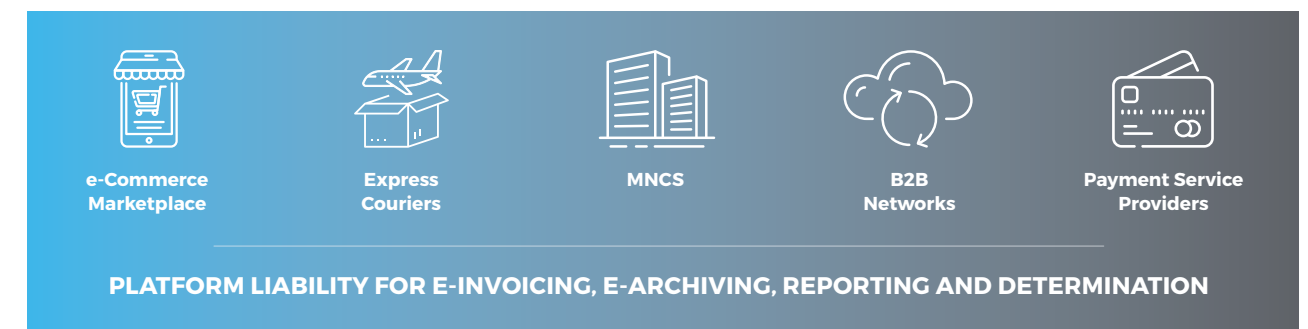 e-Commerce
Marketplace
Express
Couriers
MNCS
B2B
Networks
Payment Service
Providers
PLATFORM LIABILITY FOR E-INVOICING, E-ARCHIVING, REPORTING AND DETERMINATION